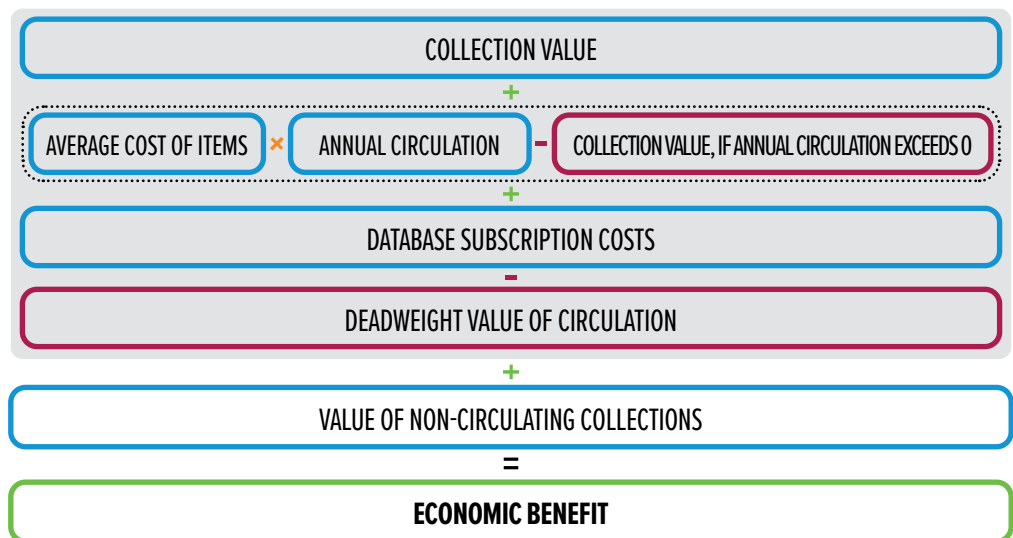 COLLECTION VALUE
+
AVERAGE COST OF ITEMS × ANNUAL CIRCULATION - COLLECTION VALUE, IF ANNUAL CIRCULATION EXCEEDS 0
+
DATABASE SUBSCRIPTION COSTS
-
DEADWEIGHT VALUE OF CIRCULATION
+
VALUE OF NON-CIRCULATING COLLECTIONS
=
ECONOMIC BENEFIT